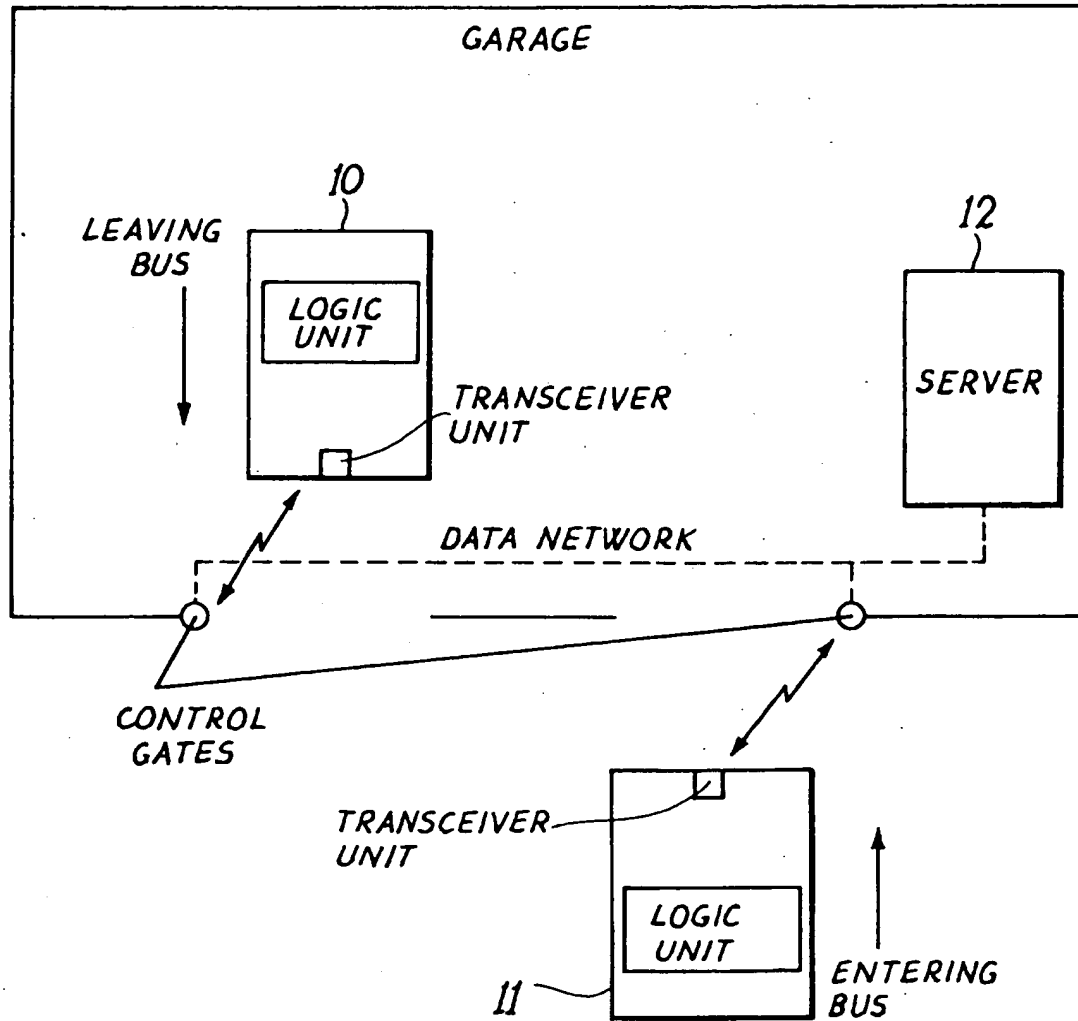 GARAGE
10
LEAVING
BUS
LOGIC
UNIT
TRANSCEIVER
UNIT
12
SERVER
DATA NETWORK
CONTROL
GATES
TRANSCEIVER
UNIT
LOGIC
UNIT
11
ENTERING
BUS